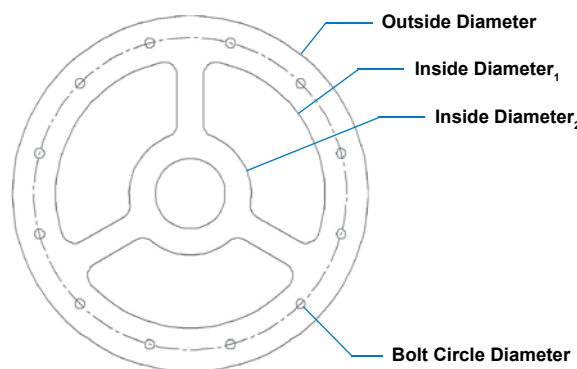 Outside Diameter
Inside Diameter₁
Inside Diameter₂
Bolt Circle Diameter